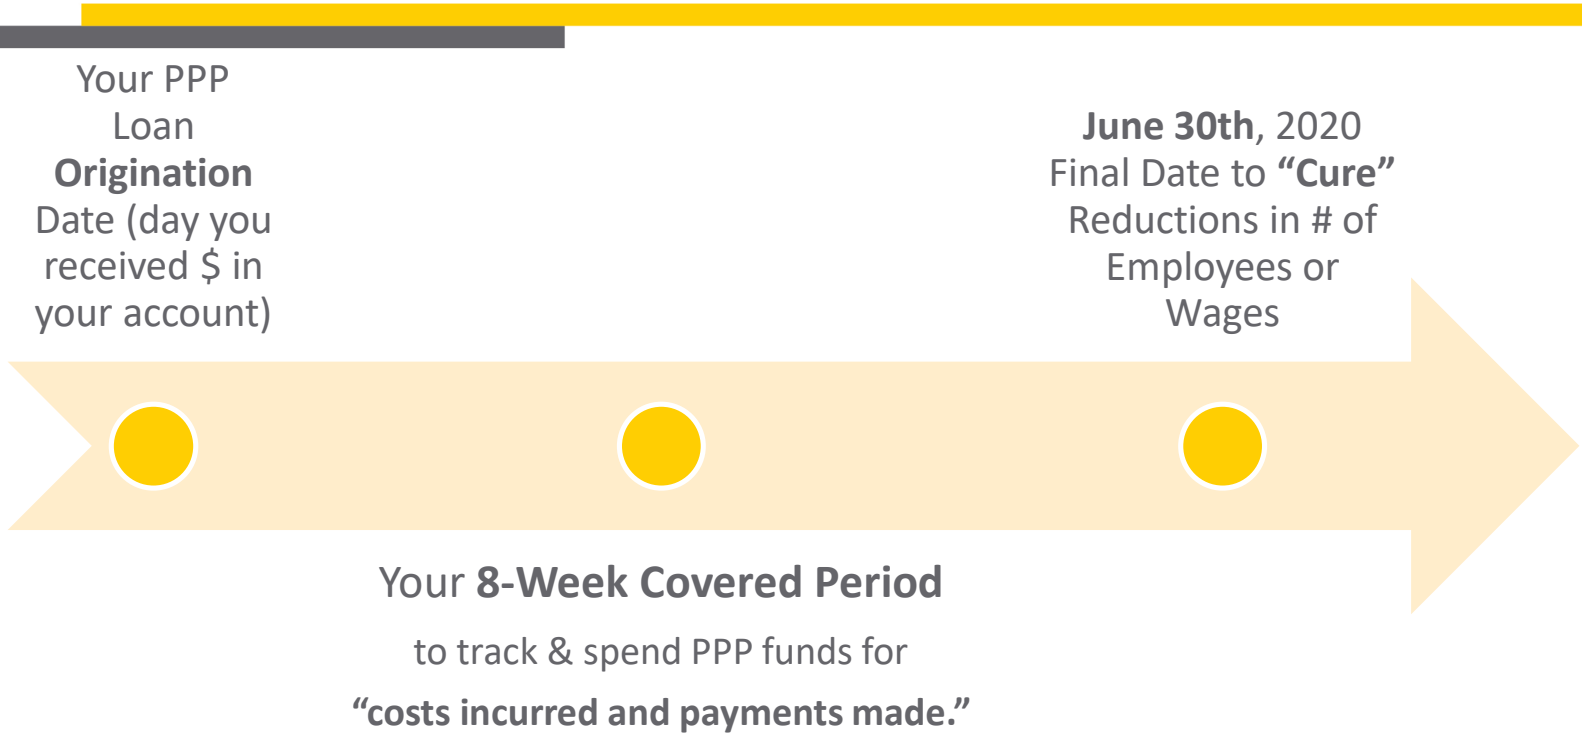 Your PPP
Loan
Origination
Date (day you
received $ in
your account)
June 30th, 2020
Final Date to “Cure”
Reductions in # of
Employees or
Wages
Your 8-Week Covered Period
to track & spend PPP funds for
“costs incurred and payments made.”